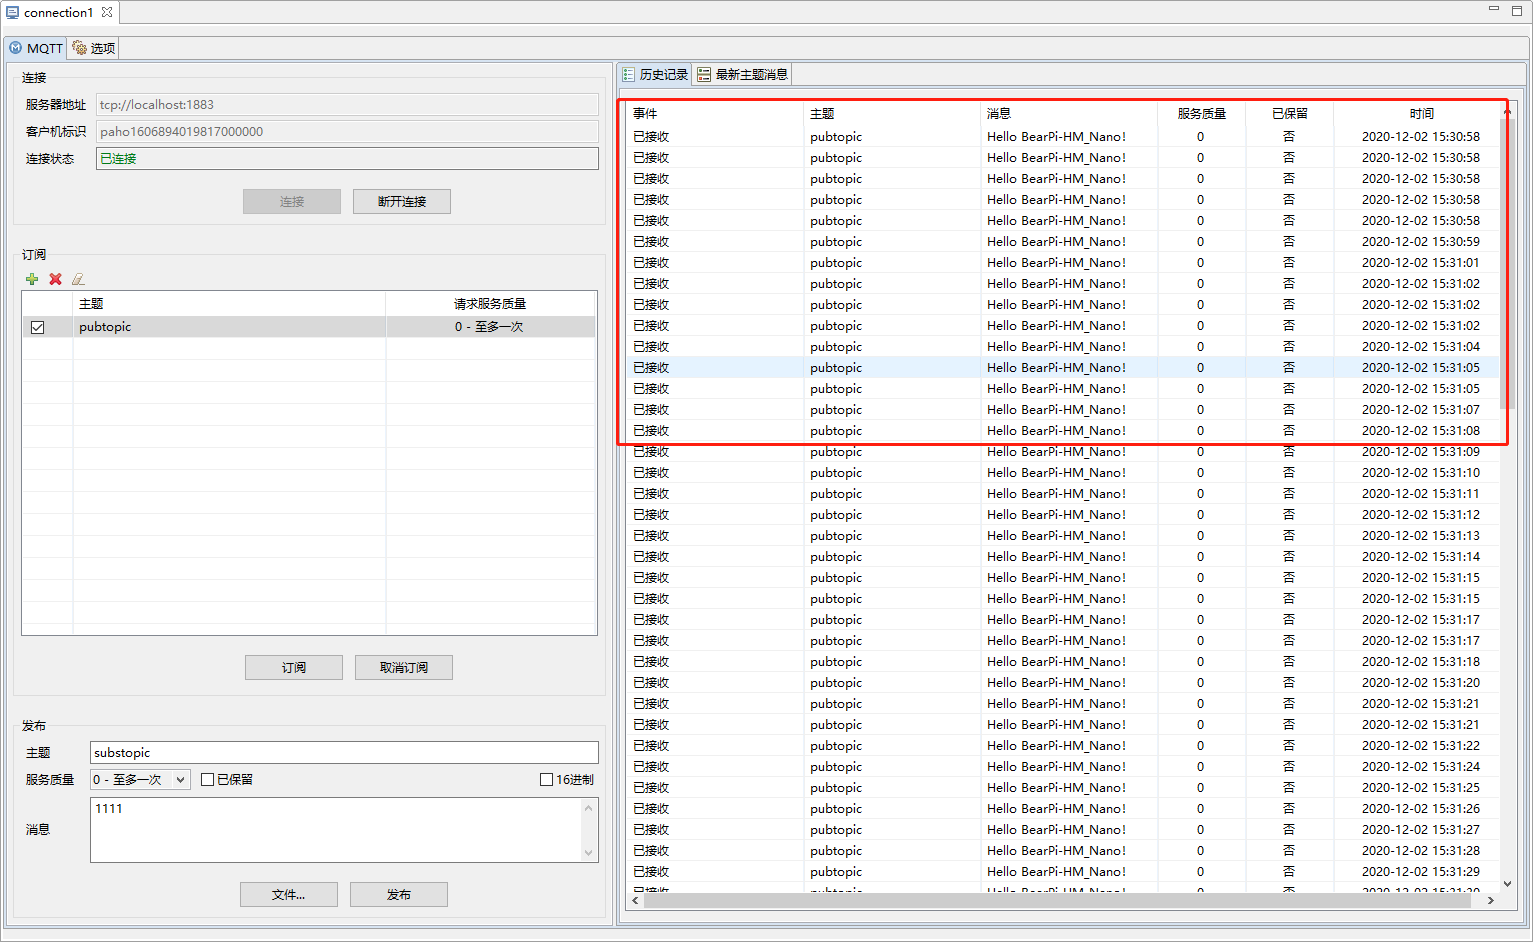 connection1
MQTT 选项
连接
服务器地址 tcp://localhost:1883
客户机标识 paho1606894019817000000
连接状态 已连接
连接 断开连接
订阅
主题 请求服务质量
pubtopic 0 - 至多一次
订阅 取消订阅
发布
主题 substopic
服务质量 0 - 至多一次 已保留 16进制
消息 1111
文件... 发布
历史记录 最新主题消息
事件 主题 消息 服务质量 已保留 时间
已接收 pubtopic Hello BearPi-HM_Nano! 0 否 2020-12-02 15:30:58
已接收 pubtopic Hello BearPi-HM_Nano! 0 否 2020-12-02 15:30:58
已接收 pubtopic Hello BearPi-HM_Nano! 0 否 2020-12-02 15:30:58
已接收 pubtopic Hello BearPi-HM_Nano! 0 否 2020-12-02 15:30:58
已接收 pubtopic Hello BearPi-HM_Nano! 0 否 2020-12-02 15:30:58
已接收 pubtopic Hello BearPi-HM_Nano! 0 否 2020-12-02 15:30:59
已接收 pubtopic Hello BearPi-HM_Nano! 0 否 2020-12-02 15:31:01
已接收 pubtopic Hello BearPi-HM_Nano! 0 否 2020-12-02 15:31:02
已接收 pubtopic Hello BearPi-HM_Nano! 0 否 2020-12-02 15:31:02
已接收 pubtopic Hello BearPi-HM_Nano! 0 否 2020-12-02 15:31:02
已接收 pubtopic Hello BearPi-HM_Nano! 0 否 2020-12-02 15:31:04
已接收 pubtopic Hello BearPi-HM_Nano! 0 否 2020-12-02 15:31:05
已接收 pubtopic Hello BearPi-HM_Nano! 0 否 2020-12-02 15:31:05
已接收 pubtopic Hello BearPi-HM_Nano! 0 否 2020-12-02 15:31:07
已接收 pubtopic Hello BearPi-HM_Nano! 0 否 2020-12-02 15:31:08
已接收 pubtopic Hello BearPi-HM_Nano! 0 否 2020-12-02 15:31:09
已接收 pubtopic Hello BearPi-HM_Nano! 0 否 2020-12-02 15:31:10
已接收 pubtopic Hello BearPi-HM_Nano! 0 否 2020-12-02 15:31:11
已接收 pubtopic Hello BearPi-HM_Nano! 0 否 2020-12-02 15:31:12
已接收 pubtopic Hello BearPi-HM_Nano! 0 否 2020-12-02 15:31:13
已接收 pubtopic Hello BearPi-HM_Nano! 0 否 2020-12-02 15:31:14
已接收 pubtopic Hello BearPi-HM_Nano! 0 否 2020-12-02 15:31:15
已接收 pubtopic Hello BearPi-HM_Nano! 0 否 2020-12-02 15:31:15
已接收 pubtopic Hello BearPi-HM_Nano! 0 否 2020-12-02 15:31:17
已接收 pubtopic Hello BearPi-HM_Nano! 0 否 2020-12-02 15:31:17
已接收 pubtopic Hello BearPi-HM_Nano! 0 否 2020-12-02 15:31:18
已接收 pubtopic Hello BearPi-HM_Nano! 0 否 2020-12-02 15:31:20
已接收 pubtopic Hello BearPi-HM_Nano! 0 否 2020-12-02 15:31:21
已接收 pubtopic Hello BearPi-HM_Nano! 0 否 2020-12-02 15:31:21
已接收 pubtopic Hello BearPi-HM_Nano! 0 否 2020-12-02 15:31:22
已接收 pubtopic Hello BearPi-HM_Nano! 0 否 2020-12-02 15:31:24
已接收 pubtopic Hello BearPi-HM_Nano! 0 否 2020-12-02 15:31:25
已接收 pubtopic Hello BearPi-HM_Nano! 0 否 2020-12-02 15:31:26
已接收 pubtopic Hello BearPi-HM_Nano! 0 否 2020-12-02 15:31:27
已接收 pubtopic Hello BearPi-HM_Nano! 0 否 2020-12-02 15:31:28
已接收 pubtopic Hello BearPi-HM_Nano! 0 否 2020-12-02 15:31:29